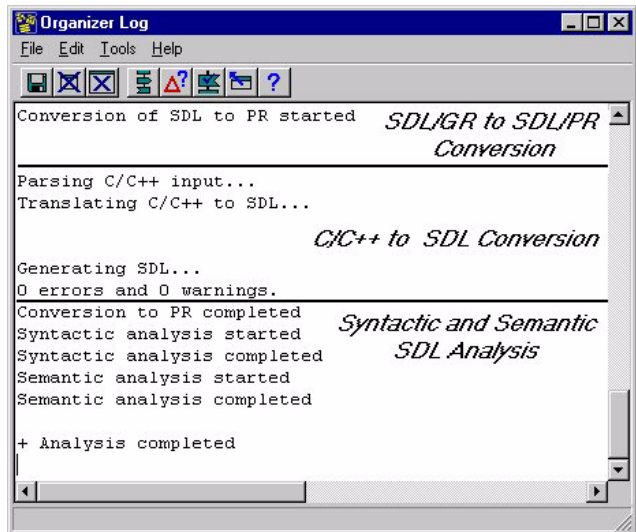 Organizer Log
File Edit Tools Help
Conversion of SDL to PR started
SDL/GR to SDL/PR
Conversion
Parsing C/C++ input...
Translating C/C++ to SDL...
C/C++ to SDL Conversion
Generating SDL...
0 errors and 0 warnings.
Conversion to PR completed
Syntactic analysis started
Syntactic and Semantic
SDL Analysis
Syntactic analysis completed
Semantic analysis started
Semantic analysis completed
+ Analysis completed